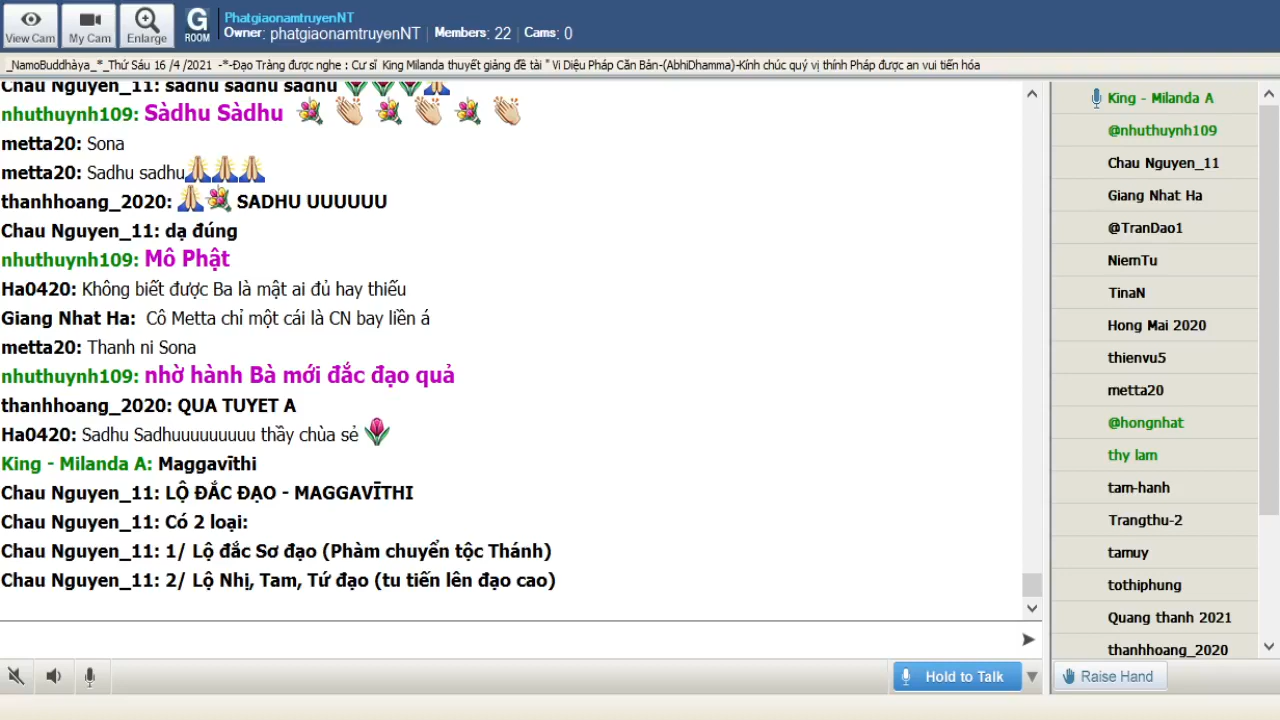 View Cam
My Cam
Enlarge
G
ROOM
PhatgiaonamtruyenNT
Owner: phatgiaonamtruyenNT | Members: 22 | Cams: 0
_NamoBuddhàya_*_Thứ Sáu 16 /4 /2021 -*-Đạo Tràng được nghe : Cư sĩ King Milanda thuyết giảng đề tài " Vi Diệu Pháp Căn Bản-(AbhiDhamma)-Kính chúc quý vị thính Pháp được an vui tiến hóa
Chau Nguyen_11: sadhu sadhu sadhu
nhuthuynh109: Sàdhu Sàdhu
metta20: Sona
metta20: Sadhu sadhu
thanhhoang_2020: SADHU UUUUUU
Chau Nguyen_11: dạ đúng
nhuthuynh109: Mô Phật
Ha0420: Không biết được Ba là mật ai đủ hay thiếu
Giang Nhat Ha: Cô Metta chỉ một cái là CN bay liền á
metta20: Thanh ni Sona
nhuthuynh109: nhờ hành Bà mới đắc đạo quả
thanhhoang_2020: QUA TUYET A
Ha0420: Sadhu Sadhuuuuuuuuu thầy chùa sẻ
King - Milanda A: Maggavīthi
Chau Nguyen_11: LỘ ĐẮC ĐẠO - MAGGAVĪTHI
Chau Nguyen_11: Có 2 loại:
Chau Nguyen_11: 1/ Lộ đắc Sơ đạo (Phàm chuyển tộc Thánh)
Chau Nguyen_11: 2/ Lộ Nhị, Tam, Tứ đạo (tu tiến lên đạo cao)
Hold to Talk
King - Milanda A
@nhuthuynh109
Chau Nguyen_11
Giang Nhat Ha
@TranDao1
NiemTu
TinaN
Hong Mai 2020
thienvu5
metta20
@hongnhat
thy lam
tam-hanh
Trangthu-2
tamuy
tothiphung
Quang thanh 2021
thanhhoang_2020
Raise Hand